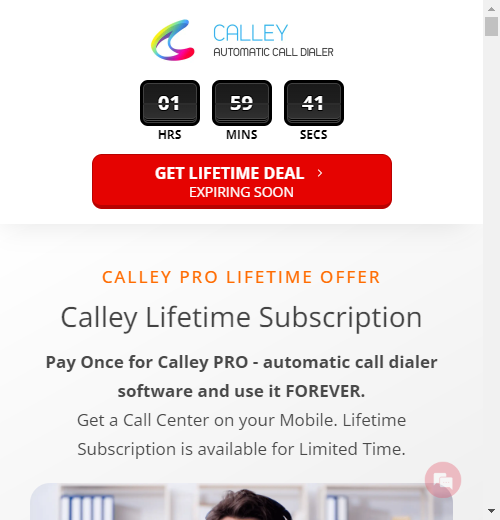 CALLEY
AUTOMATIC CALL DIALER
01 59 41
HRS MINS SECS
GET LIFETIME DEAL
EXPIRING SOON
CALLEY PRO LIFETIME OFFER
Calley Lifetime Subscription
Pay Once for Calley PRO - automatic call dialer
software and use it FOREVER.
Get a Call Center on your Mobile. Lifetime
Subscription is available for Limited Time.